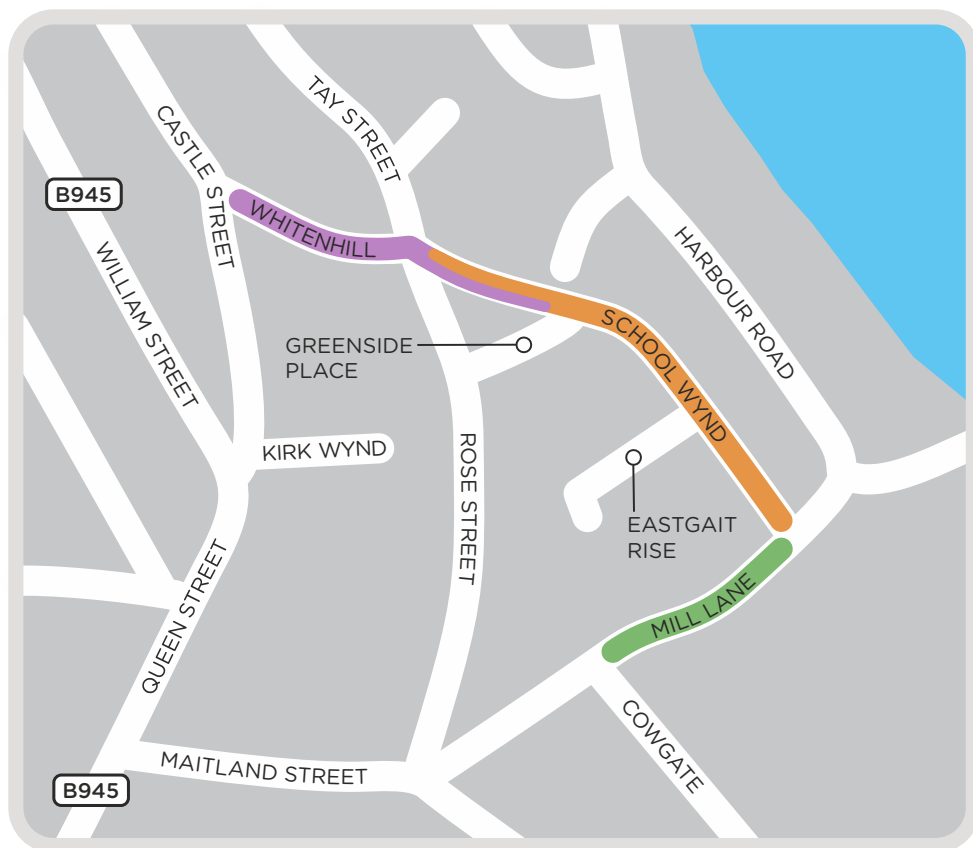 TAY STREET
CASTLE STREET
B945
WHITENHILL
HARBOUR ROAD
WILLIAM STREET
SCHOOL WYND
GREENSIDE
PLACE
KIRK WYND
ROSE STREET
EASTGAIT
RISE
QUEEN STREET
MILL LANE
COWGATE
MAITLAND STREET
B945